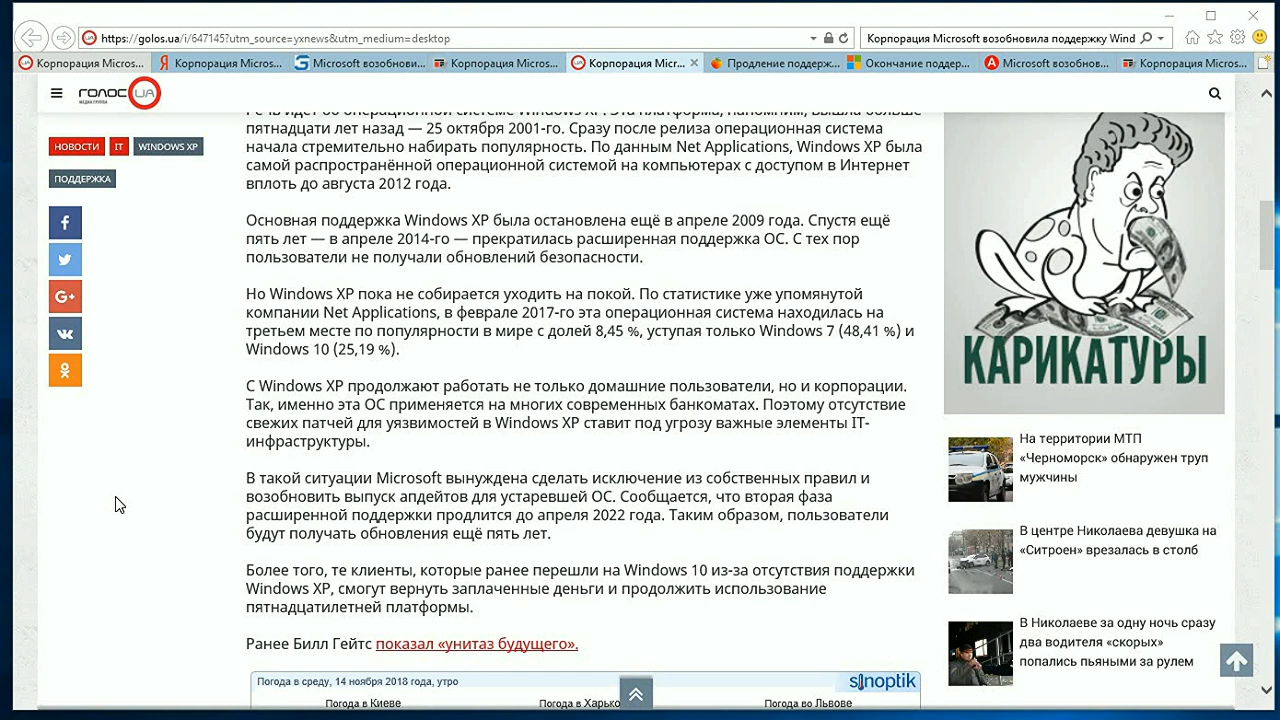 https://golos.ua/i/647145?utm_source=yxnews&utm_medium=desktop
Корпорация Microsoft возобновила поддержку Wind
Корпорация Micros...
Корпорация Micros...
Microsoft возобнови...
Корпорация Micros...
Корпорация Micr...
Продление поддерж...
Окончание поддер...
Microsoft возобнов...
Корпорация Micros...
ГОЛОС UA
МЕДИА ГРУППА
НОВОСТИ
IT
WINDOWS XP
ПОДДЕРЖКА
Речь идёт об операционной системе Windows XP. Эта платформа, напомним, вышла больше
пятнадцати лет назад — 25 октября 2001-го. Сразу после релиза операционная система
начала стремительно набирать популярность. По данным Net Applications, Windows XP была
самой распространённой операционной системой на компьютерах с доступом в Интернет
вплоть до августа 2012 года.
Основная поддержка Windows XP была остановлена ещё в апреле 2009 года. Спустя ещё
пять лет — в апреле 2014-го — прекратилась расширенная поддержка ОС. С тех пор
пользователи не получали обновлений безопасности.
Но Windows XP пока не собирается уходить на покой. По статистике уже упомянутой
компании Net Applications, в феврале 2017-го эта операционная система находилась на
третьем месте по популярности в мире с долей 8,45 %, уступая только Windows 7 (48,41 %) и
Windows 10 (25,19 %).
С Windows XP продолжают работать не только домашние пользователи, но и корпорации.
Так, именно эта ОС применяется на многих современных банкоматах. Поэтому отсутствие
свежих патчей для уязвимостей в Windows XP ставит под угрозу важные элементы IT-
инфраструктуры.
В такой ситуации Microsoft вынуждена сделать исключение из собственных правил и
возобновить выпуск апдейтов для устаревшей ОС. Сообщается, что вторая фаза
расширенной поддержки продлится до апреля 2022 года. Таким образом, пользователи
будут получать обновления ещё пять лет.
Более того, те клиенты, которые ранее перешли на Windows 10 из-за отсутствия поддержки
Windows XP, смогут вернуть заплаченные деньги и продолжить использование
пятнадцатилетней платформы.
Ранее Билл Гейтс показал «унитаз будущего».
Погода в среду, 14 ноября 2018 года, утро
sinoptik
Погода в Киеве
Погода в Харько
Погода во Львове
КАРИКАТУРЫ
На территории МТП
«Черноморск» обнаружен труп
мужчины
В центре Николаева девушка на
«Ситроен» врезалась в столб
В Николаеве за одну ночь сразу
два водителя «скорых»
попались пьяными за рулем